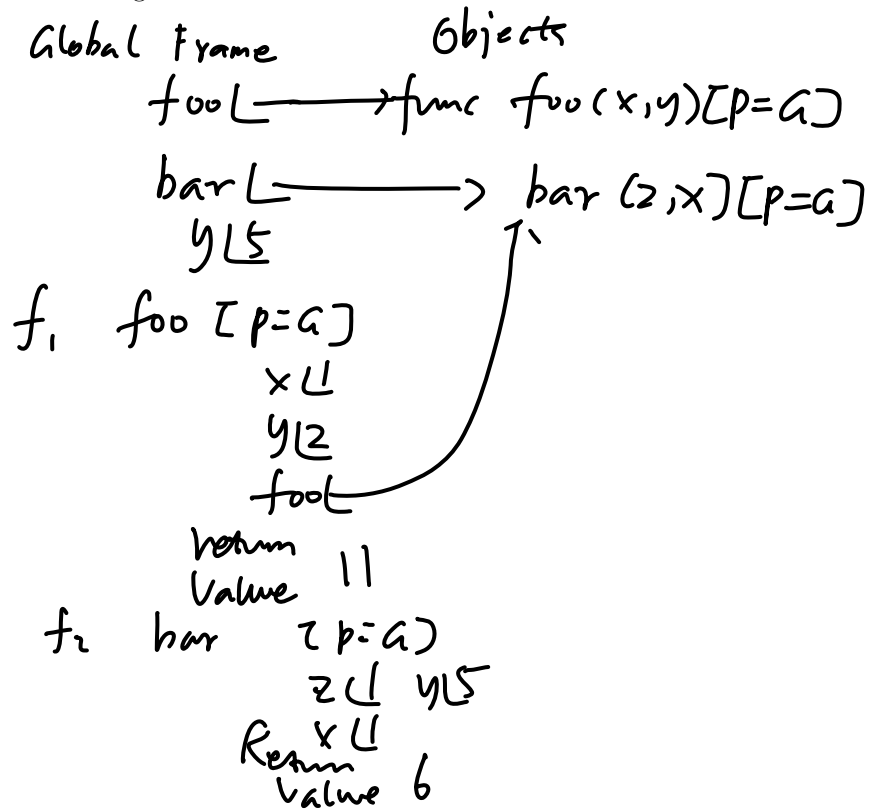 Global Frame Objects
foo func foo(x,y)[p=G]
bar bar (z,x][p=G]
y 5
f1 foo [p=G]
x 1
y 2
foo
return
Value 11
f2 bar [p=G]
z 1 y 5
x 1
Return
Value 6